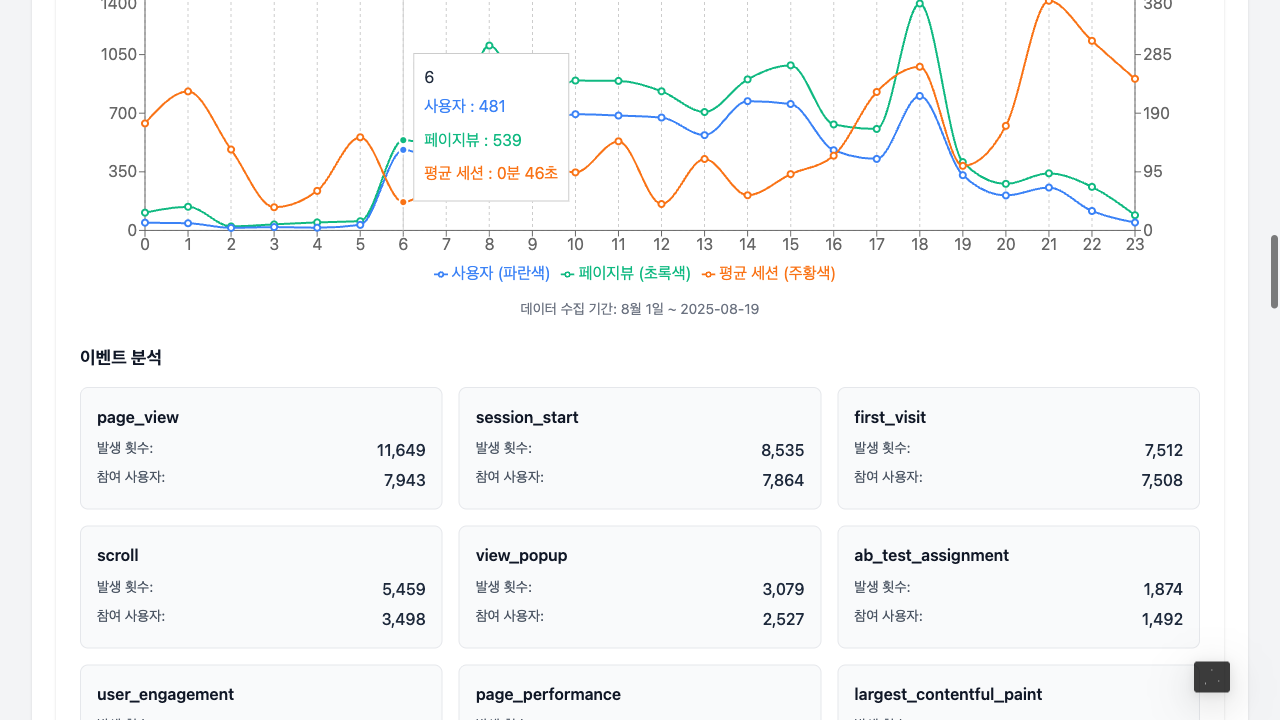 1400
380
1050
285
700
190
350
95
0
0
6
사용자 : 481
페이지뷰 : 539
평균 세션 : 0분 46초
0 1 2 3 4 5 6 7 8 9 10 11 12 13 14 15 16 17 18 19 20 21 22 23
사용자 (파란색) 페이지뷰 (초록색) 평균 세션 (주황색)
데이터 수집 기간: 8월 1일 ~ 2025-08-19
이벤트 분석
page_view
발생 횟수: 11,649
참여 사용자: 7,943
session_start
발생 횟수: 8,535
참여 사용자: 7,864
first_visit
발생 횟수: 7,512
참여 사용자: 7,508
scroll
발생 횟수: 5,459
참여 사용자: 3,498
view_popup
발생 횟수: 3,079
참여 사용자: 2,527
ab_test_assignment
발생 횟수: 1,874
참여 사용자: 1,492
user_engagement
page_performance
largest_contentful_paint